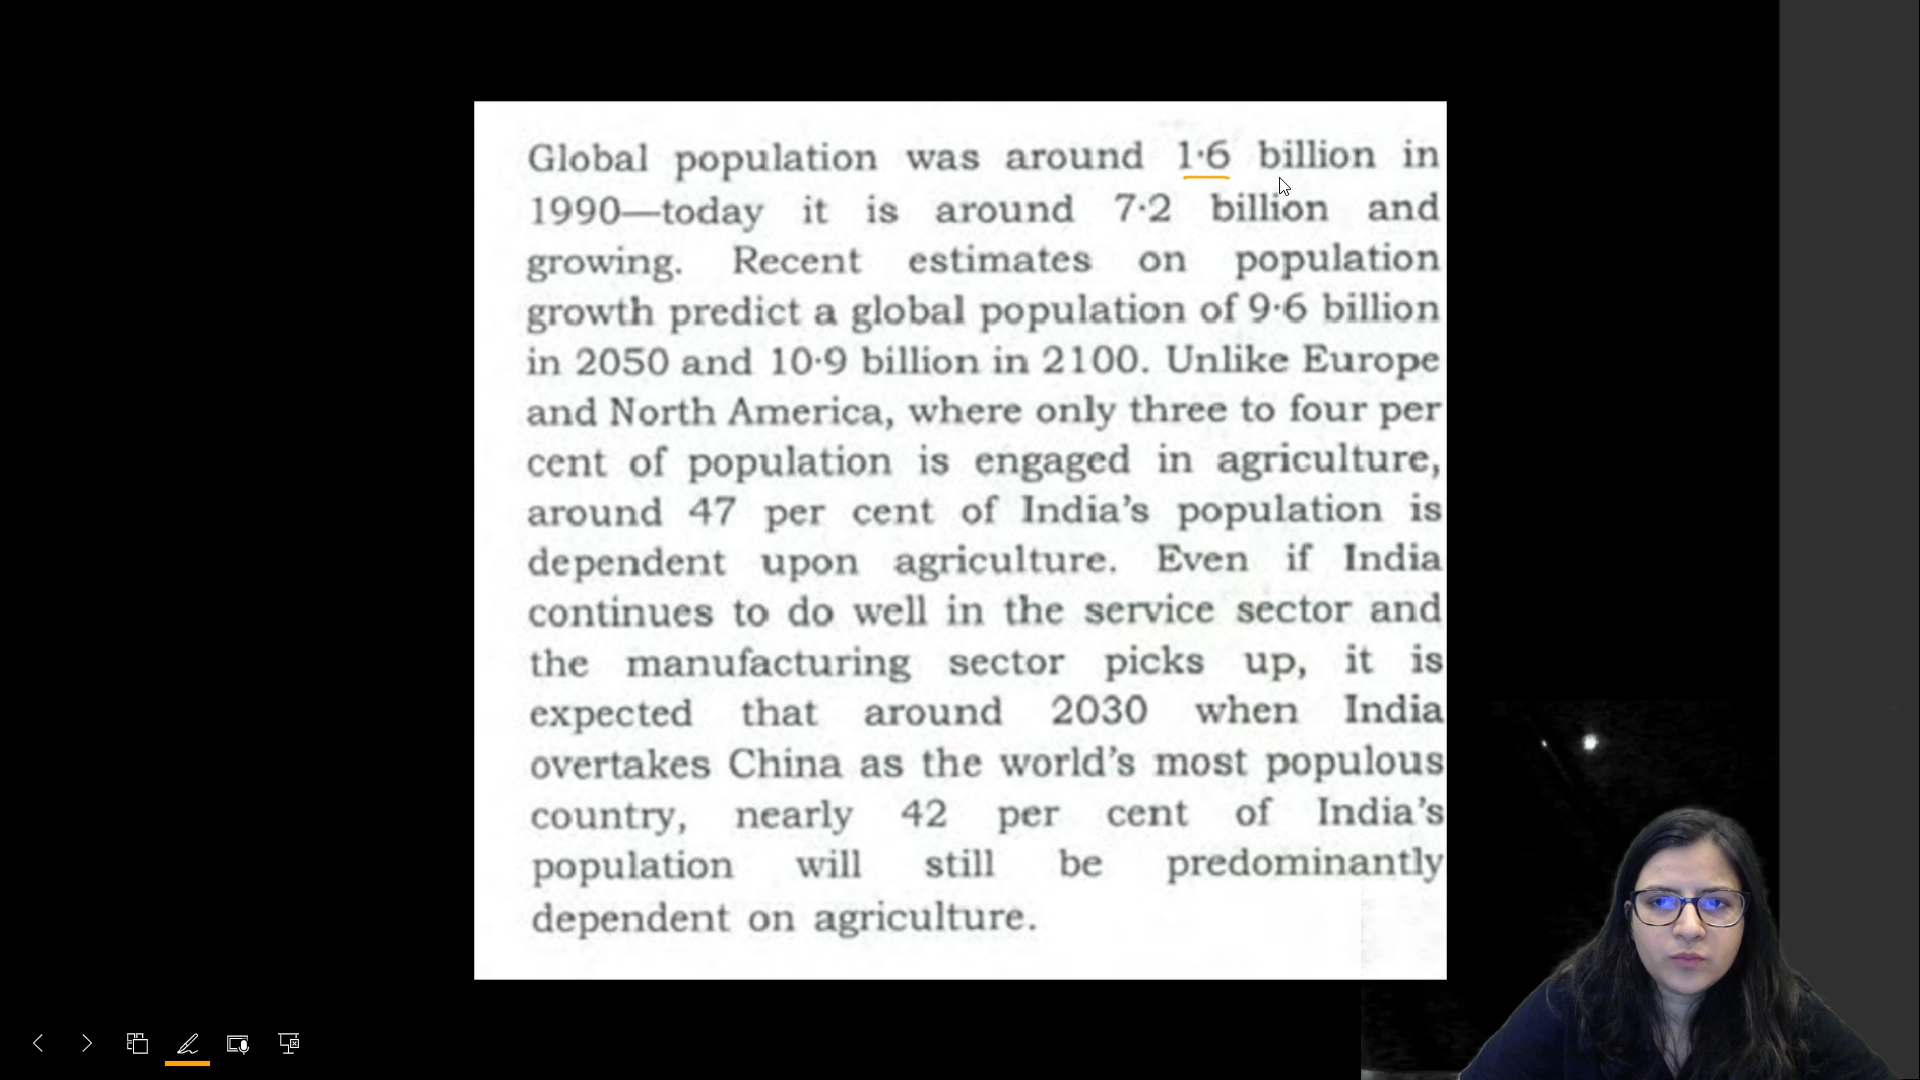 Global population was around 1·6 billion in
1990—today it is around 7·2 billion and
growing. Recent estimates on population
growth predict a global population of 9·6 billion
in 2050 and 10·9 billion in 2100. Unlike Europe
and North America, where only three to four per
cent of population is engaged in agriculture,
around 47 per cent of India's population is
dependent upon agriculture. Even if India
continues to do well in the service sector and
the manufacturing sector picks up, it is
expected that around 2030 when India
overtakes China as the world's most populous
country, nearly 42 per cent of India's
population will still be predominantly
dependent on agriculture.